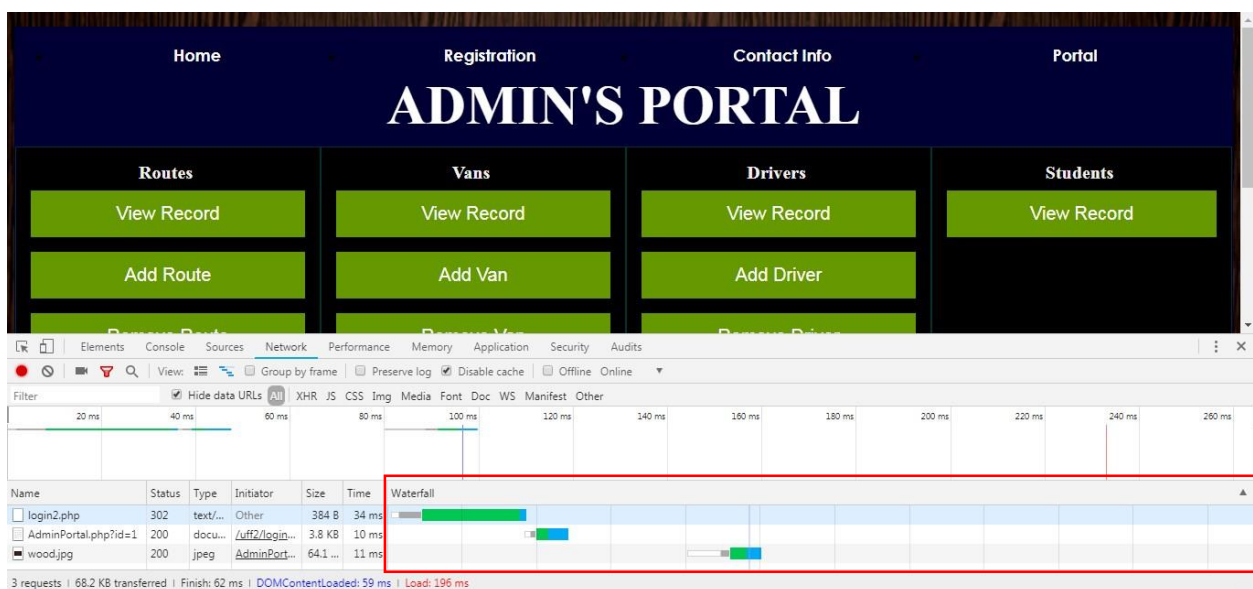 Home Registration Contact Info Portal
ADMIN'S PORTAL
Routes Vans Drivers Students
View Record View Record View Record View Record
Add Route Add Van Add Driver
Remove Route Remove Van Remove Driver
Elements Console Sources Network Performance Memory Application Security Audits
View: Group by frame Preserve log Disable cache Offline Online
Filter Hide data URLs All XHR JS CSS Img Media Font Doc WS Manifest Other
20 ms 40 ms 60 ms 80 ms 100 ms 120 ms 140 ms 160 ms 180 ms 200 ms 220 ms 240 ms 260 ms
Name Status Type Initiator Size Time Waterfall
login2.php 302 text/... Other 384 B 34 ms
AdminPortal.php?id=1 200 docu... /uff2/login... 3.8 KB 10 ms
wood.jpg 200 jpeg AdminPort... 64.1 ... 11 ms
3 requests | 68.2 KB transferred | Finish: 62 ms | DOMContentLoaded: 59 ms | Load: 196 ms